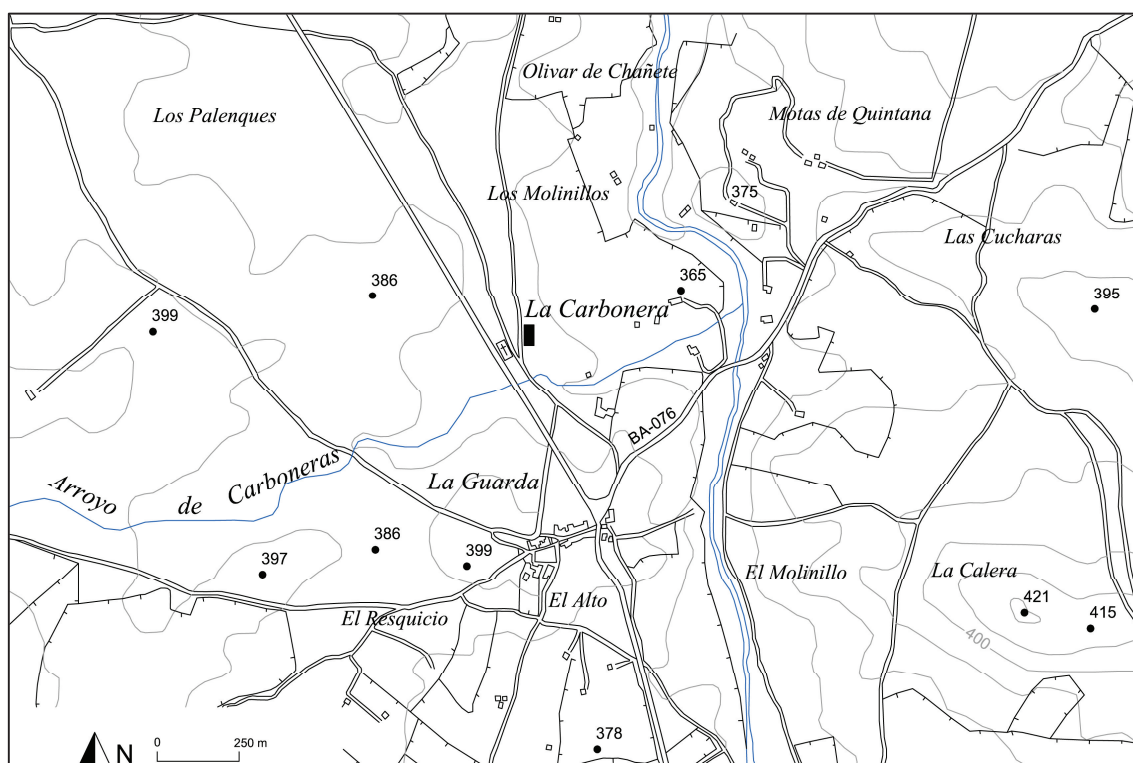 Olivar de Chañete
Los Palenques
Motas de Quintana
Los Molinillos
375
Las Cucharas
386
365
395
399
La Carbonera
BA-076
La Guarda
Arroyo de Carboneras
386
399
397
El Molinillo
La Calera
El Alto
421
415
El Resquicio
400
378
N
0 250 m